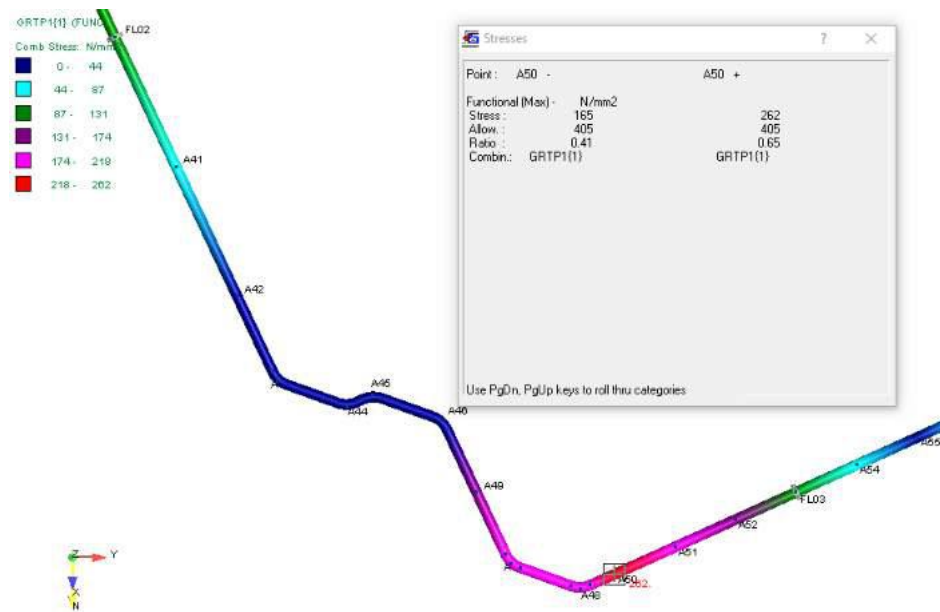 GRTP1{1} (FUNC
Comb Stress: N/mm
0 - 44
44 - 87
87 - 131
131 - 174
174 - 218
218 - 262
FL02
A41
A42
A
A44
A45
A46
A49
A
A48
A50
262.
A51
A52
FL03
A54
A55
Z
Y
X
N
Stresses
?
Point : A50 - A50 +
Functional (Max) - N/mm2
Stress : 165 262
Allow. : 405 405
Ratio : 0.41 0.65
Combin.: GRTP1{1} GRTP1{1}
Use PgDn, PgUp keys to roll thru categories